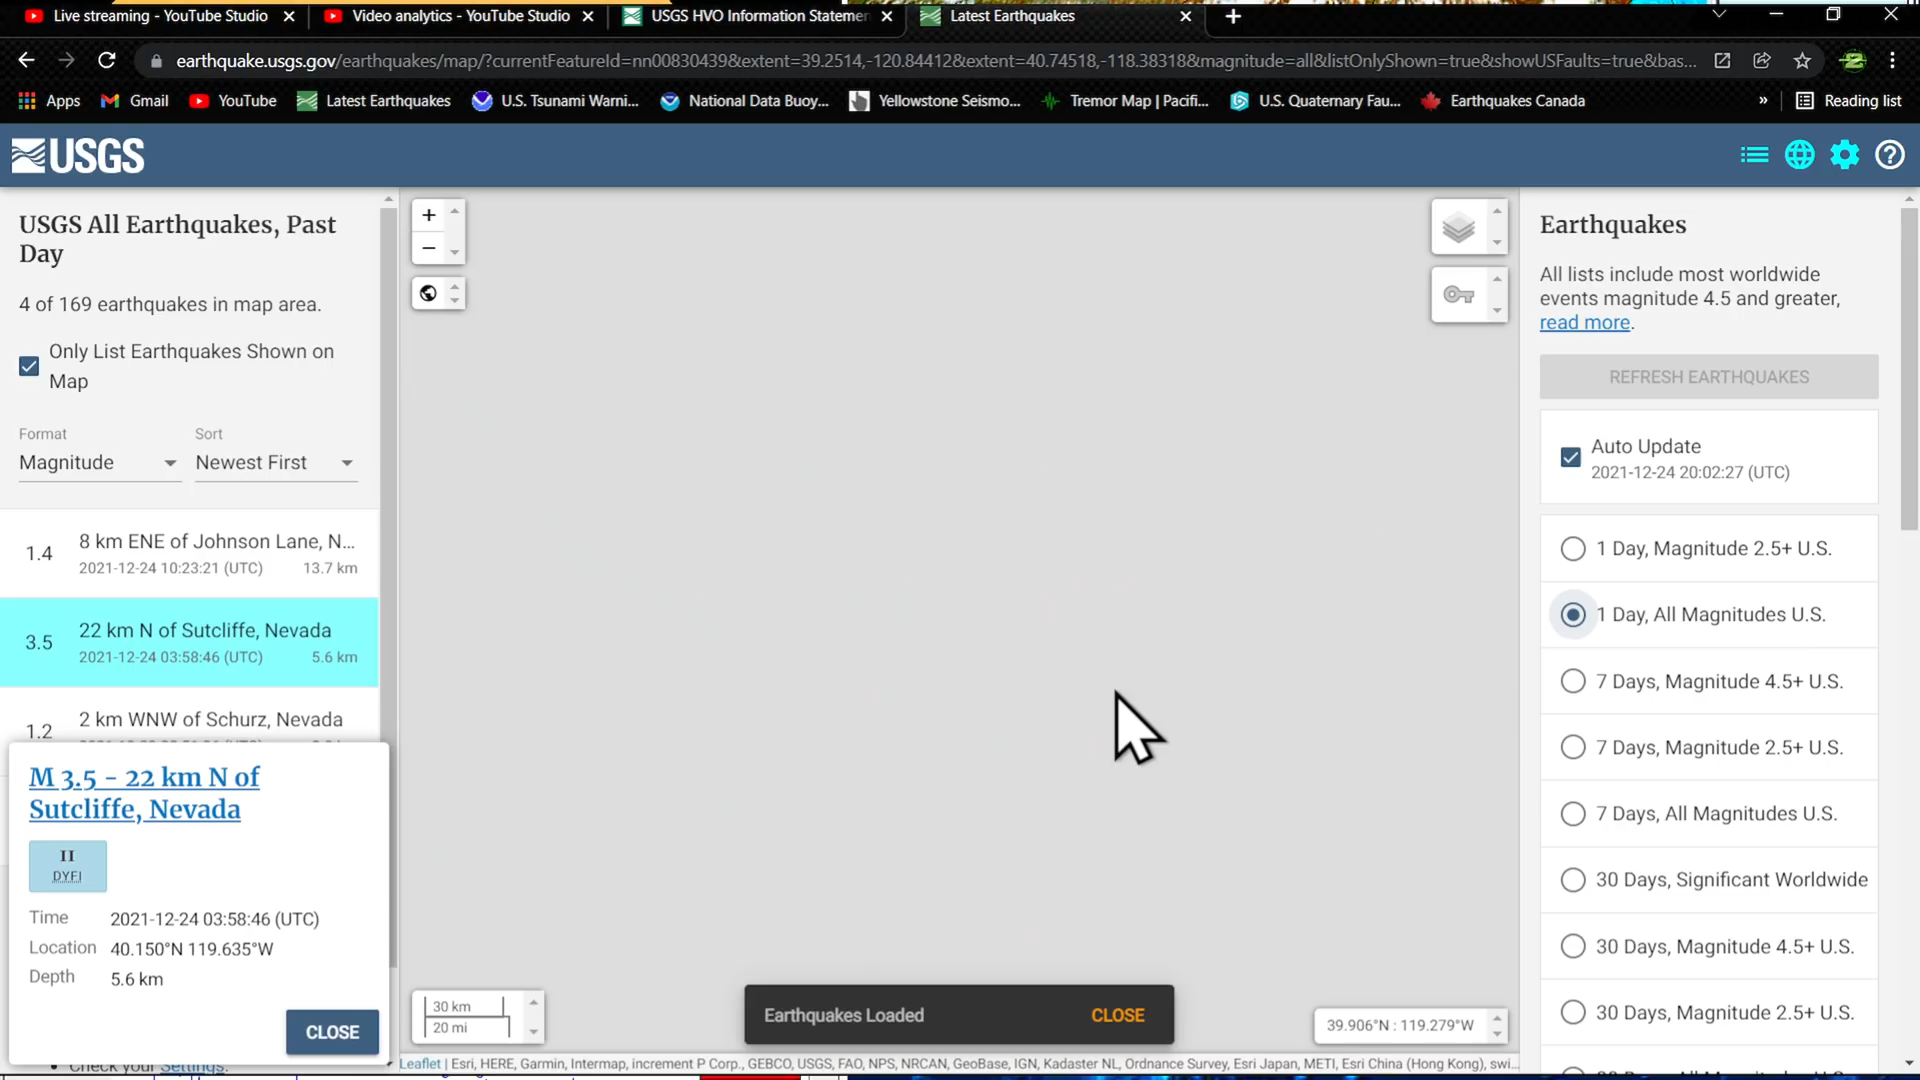 Live streaming - YouTube Studio
Video analytics - YouTube Studio
USGS HVO Information Statemen
Latest Earthquakes
earthquake.usgs.gov/earthquakes/map/?currentFeatureId=nn00830439&extent=39.2514,-120.84412&extent=40.74518,-118.38318&magnitude=all&listOnlyShown=true&showUSFaults=true&bas...
Apps
Gmail
YouTube
Latest Earthquakes
U.S. Tsunami Warni...
National Data Buoy...
Yellowstone Seismo...
Tremor Map | Pacifi...
U.S. Quaternary Fau...
Earthquakes Canada
»
Reading list
USGS
USGS All Earthquakes, Past
Day
4 of 169 earthquakes in map area.
Only List Earthquakes Shown on
Map
Format
Sort
Magnitude
Newest First
1.4
8 km ENE of Johnson Lane, N...
2021-12-24 10:23:21 (UTC) 13.7 km
3.5
22 km N of Sutcliffe, Nevada
2021-12-24 03:58:46 (UTC) 5.6 km
1.2
2 km WNW of Schurz, Nevada
M 3.5 - 22 km N of
Sutcliffe, Nevada
II
DYFI
Time 2021-12-24 03:58:46 (UTC)
Location 40.150°N 119.635°W
Depth 5.6 km
CLOSE
Check your Settings.
+
−
30 km
20 mi
Earthquakes Loaded CLOSE
39.906°N : 119.279°W
Leaflet | Esri, HERE, Garmin, Intermap, increment P Corp., GEBCO, USGS, FAO, NPS, NRCAN, GeoBase, IGN, Kadaster NL, Ordnance Survey, Esri Japan, METI, Esri China (Hong Kong), swi...
Earthquakes
All lists include most worldwide
events magnitude 4.5 and greater,
read more.
REFRESH EARTHQUAKES
Auto Update
2021-12-24 20:02:27 (UTC)
1 Day, Magnitude 2.5+ U.S.
1 Day, All Magnitudes U.S.
7 Days, Magnitude 4.5+ U.S.
7 Days, Magnitude 2.5+ U.S.
7 Days, All Magnitudes U.S.
30 Days, Significant Worldwide
30 Days, Magnitude 4.5+ U.S.
30 Days, Magnitude 2.5+ U.S.